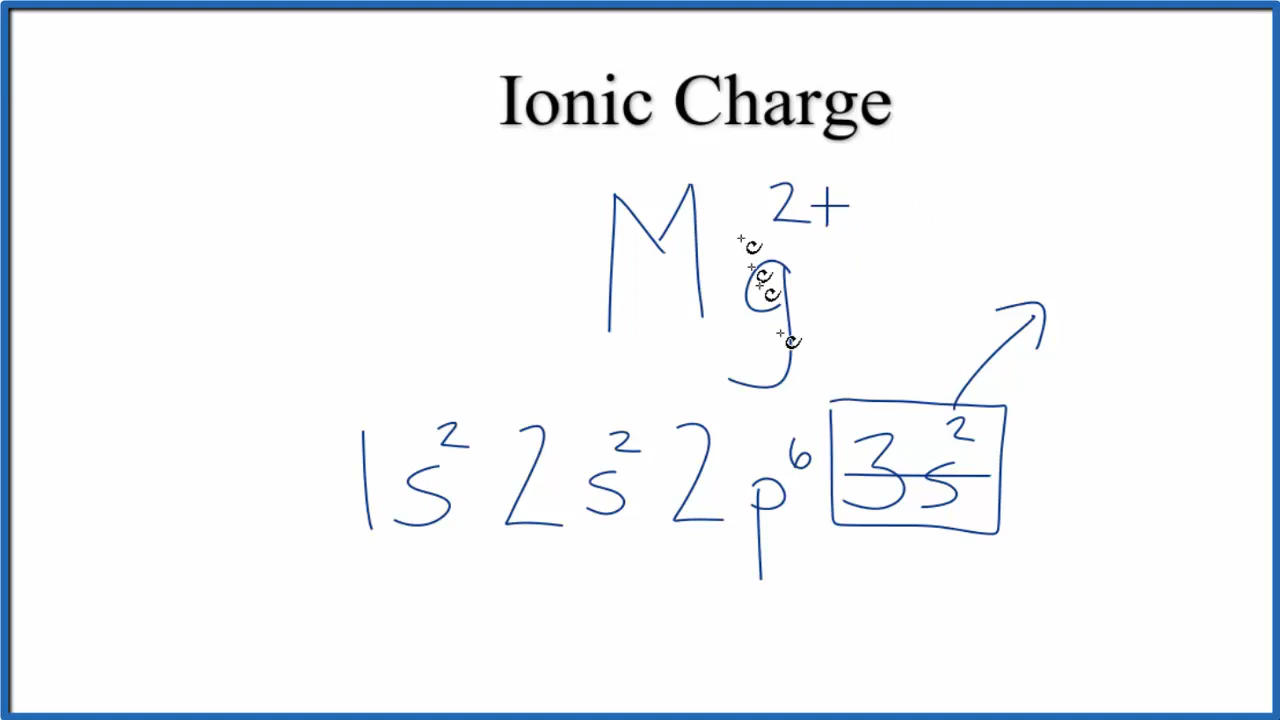 Ionic Charge
Mg²⁺
1s² 2s² 2p⁶ 3s²